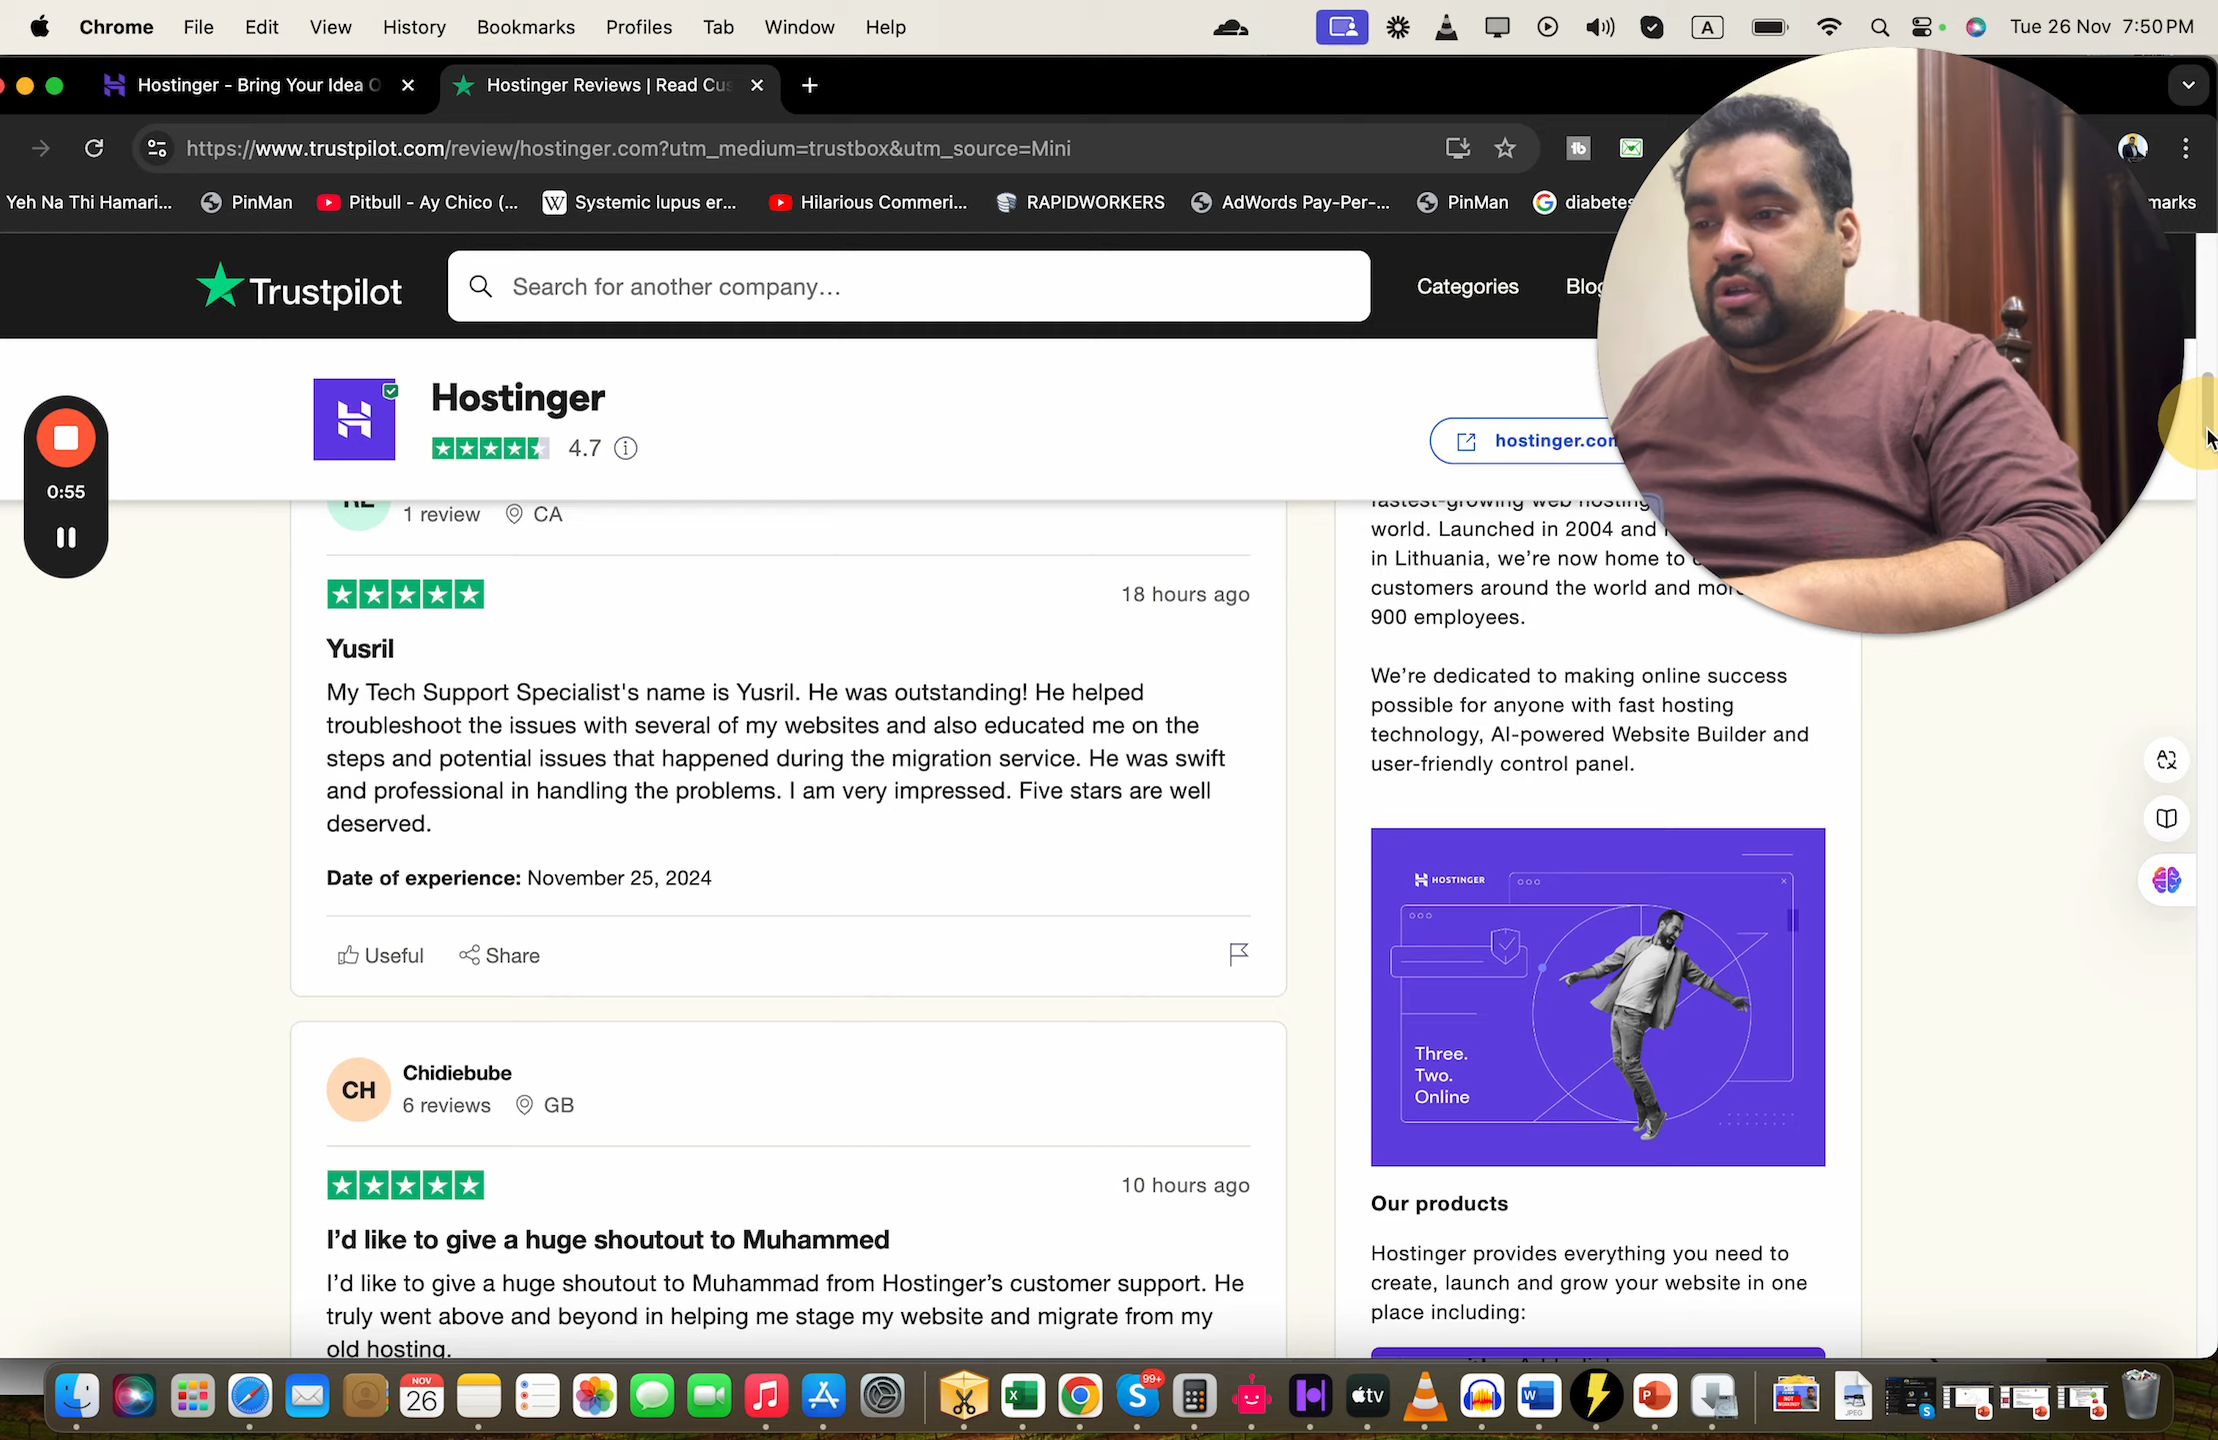 Chrome File Edit View History Bookmarks Profiles Tab Window Help A Tue 26 Nov 7:50 PM
Hostinger - Bring Your Idea O
Hostinger Reviews | Read Cus
https://www.trustpilot.com/review/hostinger.com?utm_medium=trustbox&utm_source=Mini
Yeh Na Thi Hamari... PinMan Pitbull - Ay Chico (... Systemic lupus er... Hilarious Commeri... RAPIDWORKERS AdWords Pay-Per-... PinMan diabetes marks
Trustpilot
Search for another company...
Categories Blog
Hostinger
4.7
hostinger.com
0:55
1 review CA
18 hours ago
Yusril
My Tech Support Specialist's name is Yusril. He was outstanding! He helped
troubleshoot the issues with several of my websites and also educated me on the
steps and potential issues that happened during the migration service. He was swift
and professional in handling the problems. I am very impressed. Five stars are well
deserved.
Date of experience: November 25, 2024
Useful Share
CH
Chidiebube
6 reviews GB
10 hours ago
I'd like to give a huge shoutout to Muhammed
I'd like to give a huge shoutout to Muhammad from Hostinger's customer support. He
truly went above and beyond in helping me stage my website and migrate from my
old hosting.
fastest-growing web hosting
world. Launched in 2004 and
in Lithuania, we're now home to
customers around the world and more
900 employees.
We're dedicated to making online success
possible for anyone with fast hosting
technology, AI-powered Website Builder and
user-friendly control panel.
HOSTINGER
Three.
Two.
Online
Our products
Hostinger provides everything you need to
create, launch and grow your website in one
place including:
NOV
26
99+
tv
JPEG